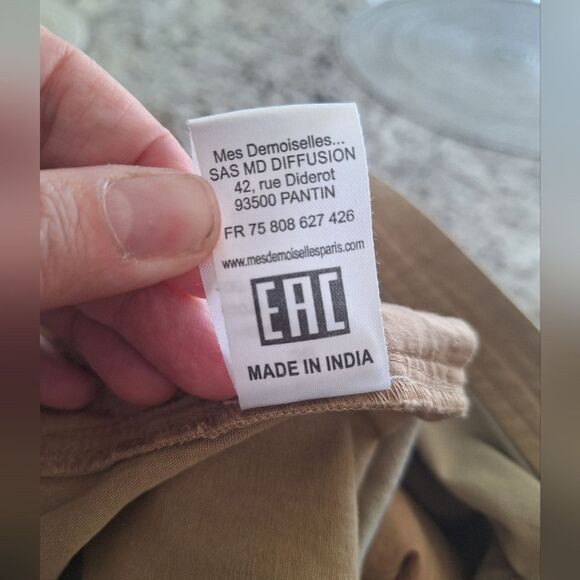 Mes Demoiselles...
SAS MD DIFFUSION
42, rue Diderot
93500 PANTIN
FR 75 808 627 426
www.mesdemoisellesparis.com
EAC
MADE IN INDIA